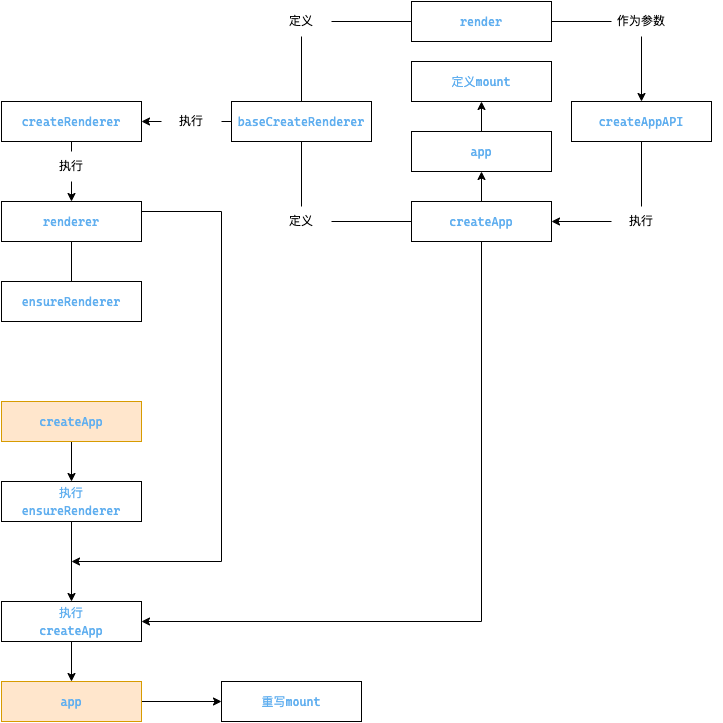 定义
render
作为参数
定义mount
createRenderer
执行
baseCreateRenderer
createAppAPI
执行
app
renderer
定义
createApp
执行
ensureRenderer
createApp
执行
ensureRenderer
执行
createApp
app
重写mount